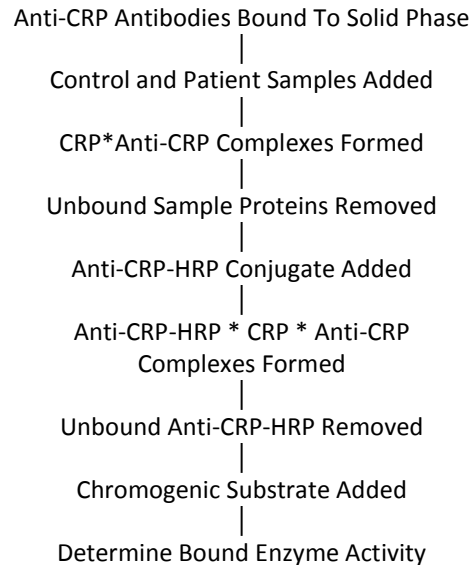 Anti-CRP Antibodies Bound To Solid Phase
Control and Patient Samples Added
CRP*Anti-CRP Complexes Formed
Unbound Sample Proteins Removed
Anti-CRP-HRP Conjugate Added
Anti-CRP-HRP * CRP * Anti-CRP
Complexes Formed
Unbound Anti-CRP-HRP Removed
Chromogenic Substrate Added
Determine Bound Enzyme Activity